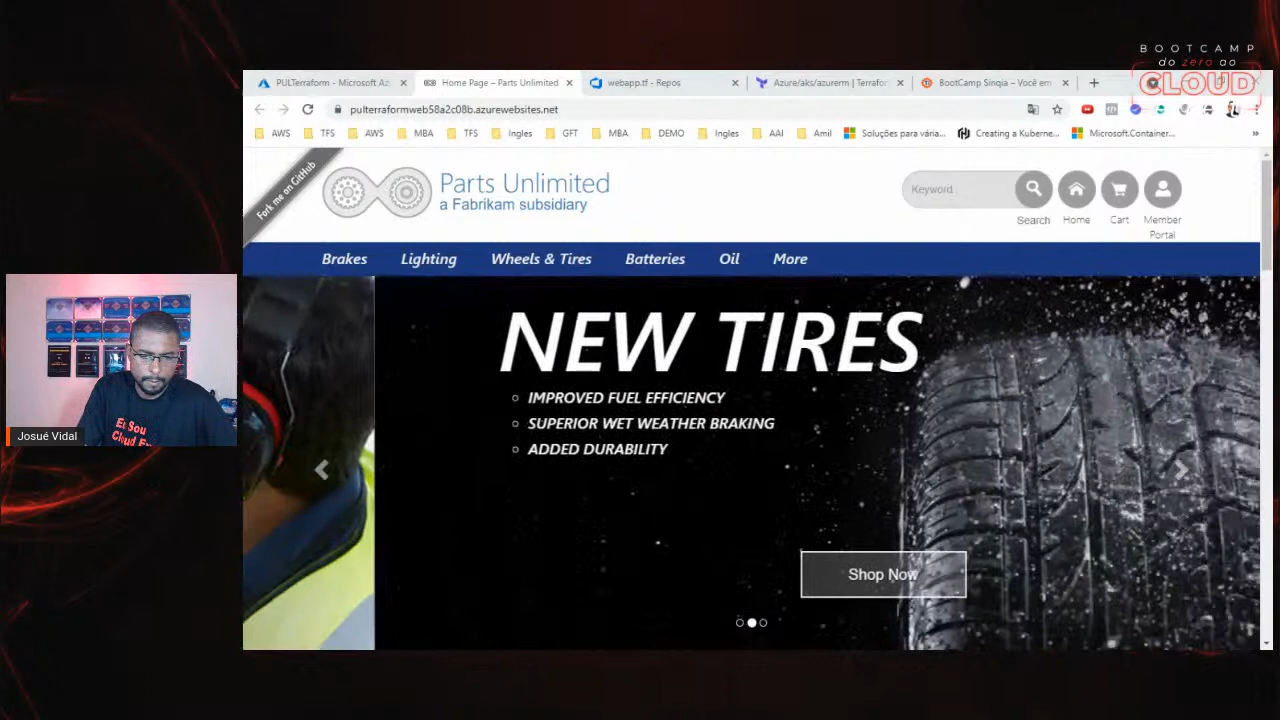 BOOTCAMP
do zero ao
CLOUD
PULTerraform - Microsoft Az
Home Page – Parts Unlimited
webapp.tf - Repos
Azure/aks/azurerm | Terrafor
BootCamp Sinqia – Você em
pulterraformweb58a2c08b.azurewebsites.net
AWS
TFS
AWS
MBA
TFS
Ingles
GFT
MBA
DEMO
Ingles
AAI
Amil
Soluções para vária...
Creating a Kuberne...
Microsoft.Container...
Fork me on GitHub
Parts Unlimited
a Fabrikam subsidiary
Keyword
Search
Home
Cart
Member
Portal
Brakes
Lighting
Wheels & Tires
Batteries
Oil
More
NEW TIRES
IMPROVED FUEL EFFICIENCY
SUPERIOR WET WEATHER BRAKING
ADDED DURABILITY
Shop Now
Eu Sou
Cloud
Josué Vidal